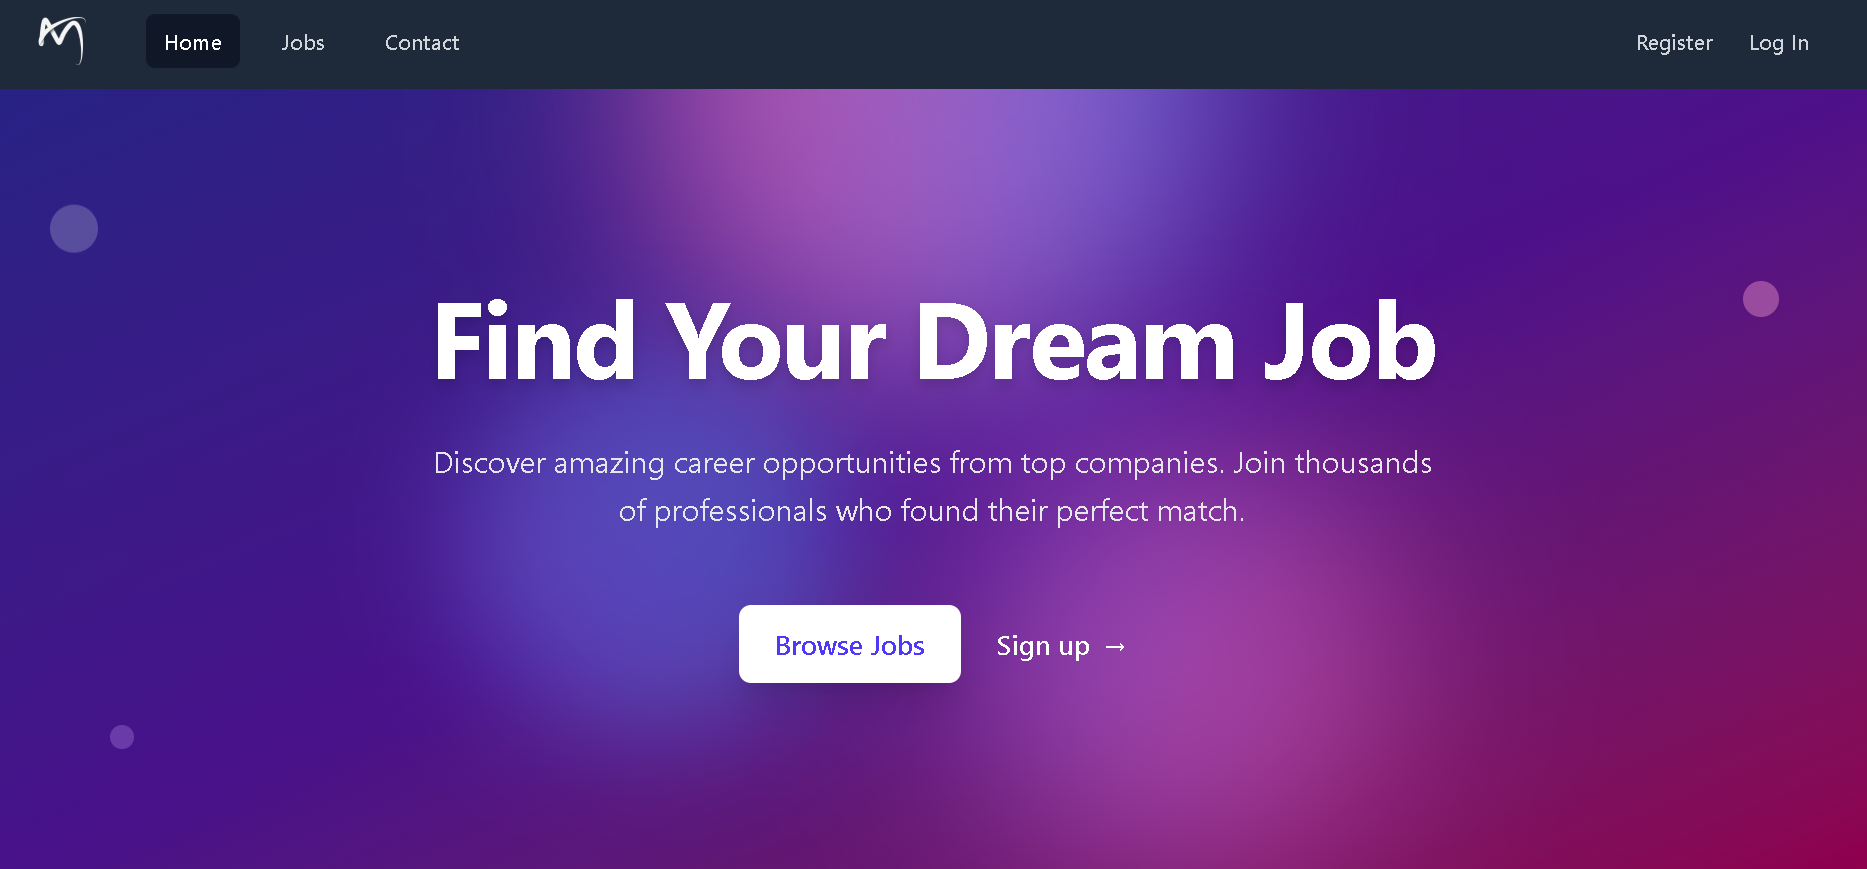 Home
Jobs
Contact
Register
Log In
Find Your Dream Job
Discover amazing career opportunities from top companies. Join thousands
of professionals who found their perfect match.
Browse Jobs
Sign up →